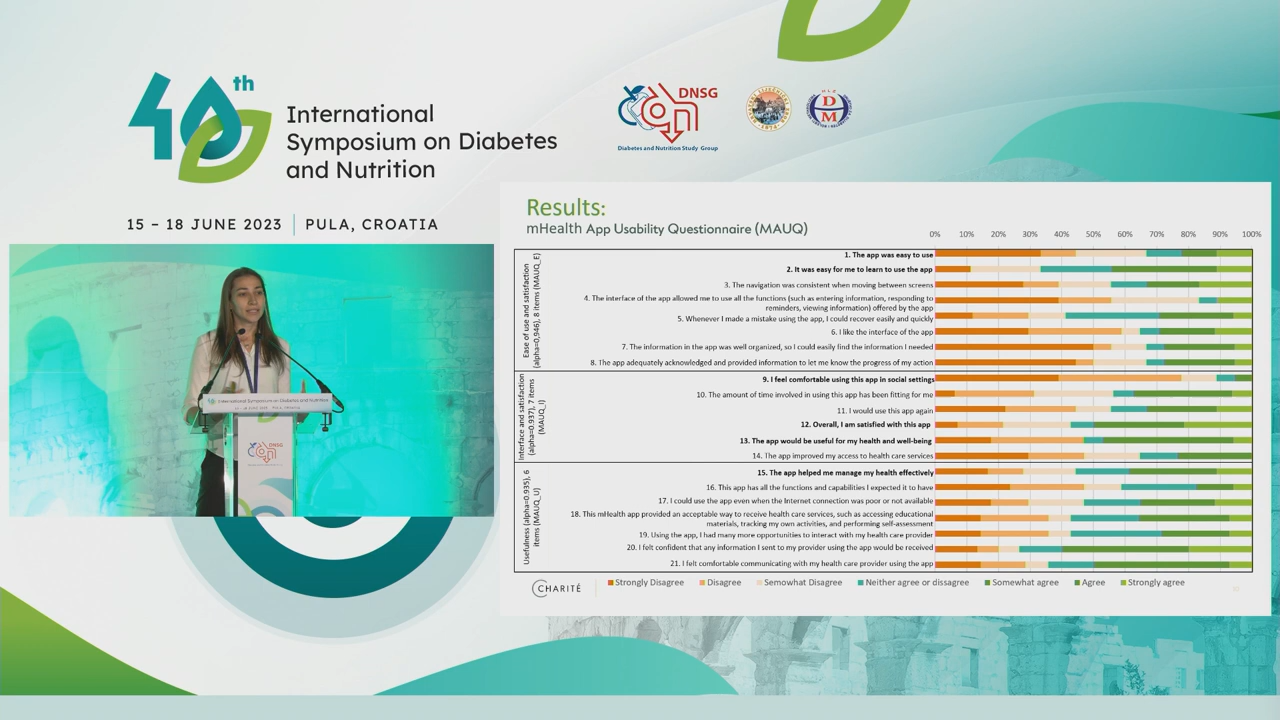 40th
International
Symposium on Diabetes
and Nutrition
15 – 18 JUNE 2023 | PULA, CROATIA
DNSG
Diabetes and Nutrition Study Group
D
M
International Symposium on Diabetes and Nutrition
DNSG
Results:
mHealth App Usability Questionnaire (MAUQ)
0% 10% 20% 30% 40% 50% 60% 70% 80% 90% 100%
Ease of use and satisfaction
(alpha=0,946), 8 items (MAUQ_E)
1. The app was easy to use
2. It was easy for me to learn to use the app
3. The navigation was consistent when moving between screens
4. The interface of the app allowed me to use all the functions (such as entering information, responding to
reminders, viewing information) offered by the app
5. Whenever I made a mistake using the app, I could recover easily and quickly
6. I like the interface of the app
7. The information in the app was well organized, so I could easily find the information I needed
8. The app adequately acknowledged and provided information to let me know the progress of my action
Interface and satisfaction
(alpha=0.937), 7 items
(MAUQ_I)
9. I feel comfortable using this app in social settings
10. The amount of time involved in using this app has been fitting for me
11. I would use this app again
12. Overall, I am satisfied with this app
13. The app would be useful for my health and well-being
14. The app improved my access to health care services
Usefulness (alpha=0.935), 6
items (MAUQ_U)
15. The app helped me manage my health effectively
16. This app has all the functions and capabilities I expected it to have
17. I could use the app even when the Internet connection was poor or not available
18. This mHealth app provided an acceptable way to receive health care services, such as accessing educational
materials, tracking my own activities, and performing self-assessment
19. Using the app, I had many more opportunities to interact with my health care provider
20. I felt confident that any information I sent to my provider using the app would be received
21. I felt comfortable communicating with my health care provider using the app
CHARITÉ
Strongly Disagree Disagree Semowhat Disagree Neither agree or dissagree Somewhat agree Agree Strongly agree